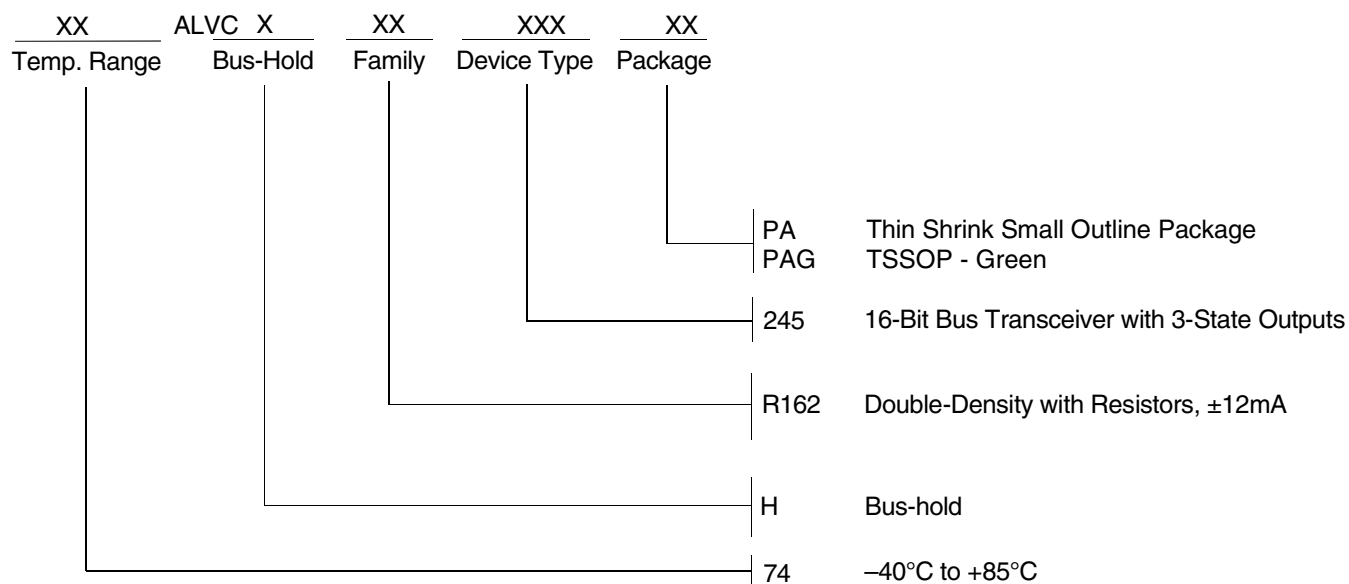 XX ALVC X XX XXX XX
Temp. Range Bus-Hold Family Device Type Package
PA Thin Shrink Small Outline Package
PAG TSSOP - Green
245 16-Bit Bus Transceiver with 3-State Outputs
R162 Double-Density with Resistors, ±12mA
H Bus-hold
74 –40°C to +85°C